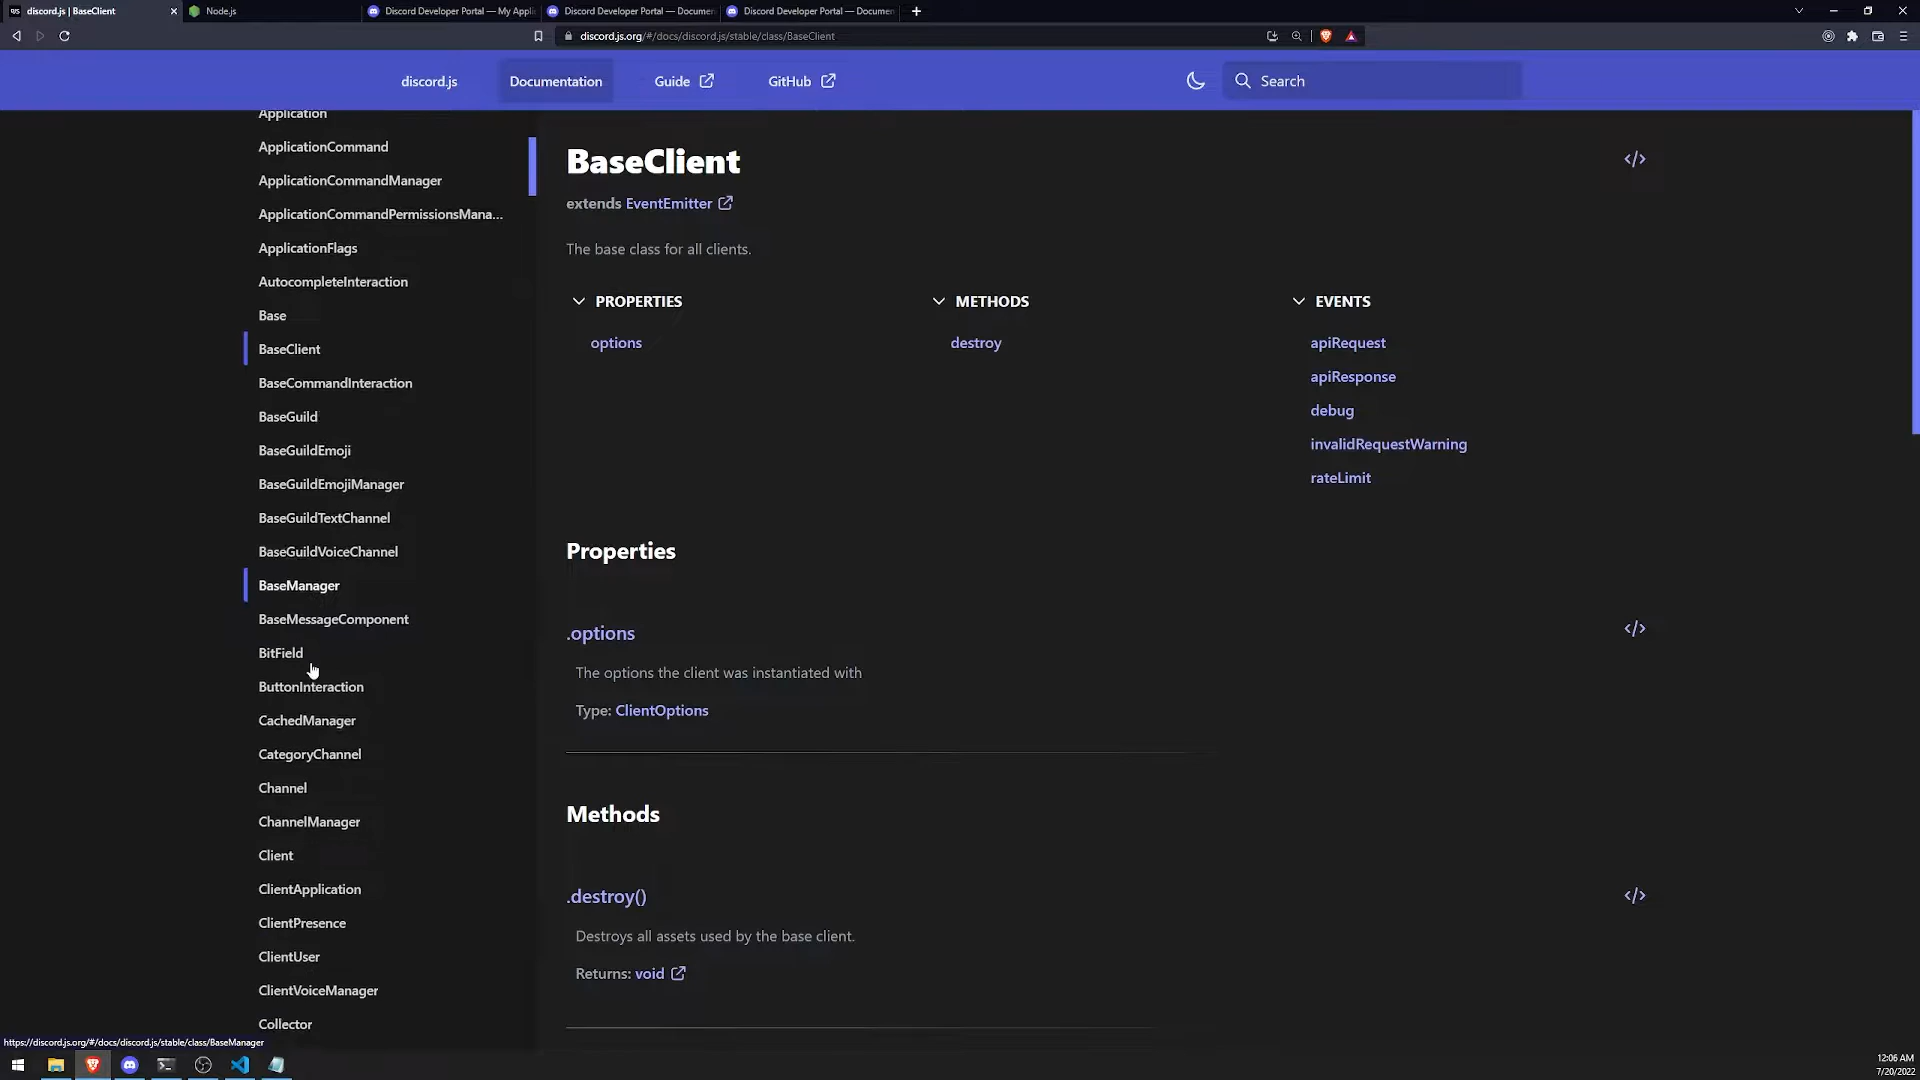 discord.js | BaseClient
Node.js
Discord Developer Portal — My Appli
Discord Developer Portal — Documen
Discord Developer Portal — Documen
discord.js.org/#/docs/discord.js/stable/class/BaseClient
discord.js
Documentation
Guide
GitHub
Search
Application
ApplicationCommand
ApplicationCommandManager
ApplicationCommandPermissionsMana...
ApplicationFlags
AutocompleteInteraction
Base
BaseClient
BaseCommandInteraction
BaseGuild
BaseGuildEmoji
BaseGuildEmojiManager
BaseGuildTextChannel
BaseGuildVoiceChannel
BaseManager
BaseMessageComponent
BitField
ButtonInteraction
CachedManager
CategoryChannel
Channel
ChannelManager
Client
ClientApplication
ClientPresence
ClientUser
ClientVoiceManager
Collector
BaseClient
extends EventEmitter
The base class for all clients.
PROPERTIES
options
METHODS
destroy
EVENTS
apiRequest
apiResponse
debug
invalidRequestWarning
rateLimit
Properties
.options
The options the client was instantiated with
Type: ClientOptions
Methods
.destroy()
Destroys all assets used by the base client.
Returns: void
https://discord.js.org/#/docs/discord.js/stable/class/BaseManager
12:06 AM
7/20/2022